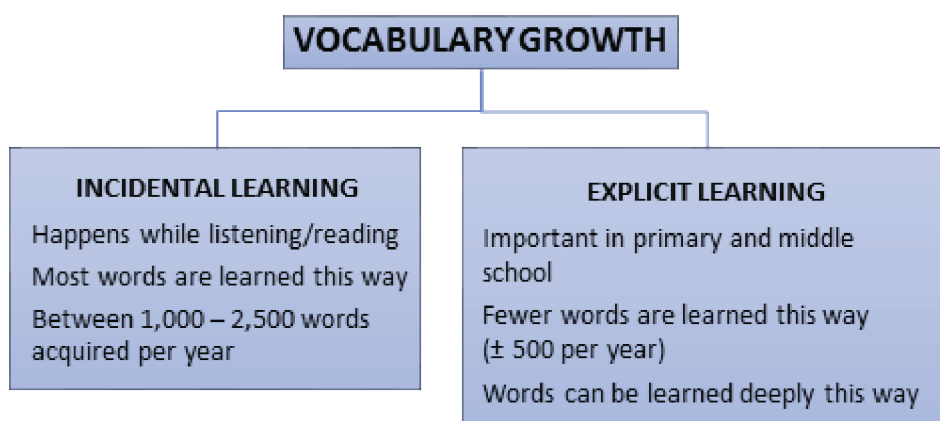 VOCABULARY GROWTH
INCIDENTAL LEARNING
Happens while listening/reading
Most words are learned this way
Between 1,000 – 2,500 words
acquired per year
EXPLICIT LEARNING
Important in primary and middle
school
Fewer words are learned this way
(± 500 per year)
Words can be learned deeply this way